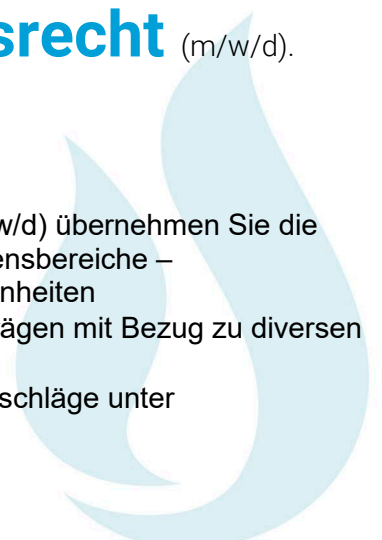 srecht (m/w/d).
w/d) übernehmen Sie die
ensbereiche –
nheiten
ägen mit Bezug zu diversen
schläge unter